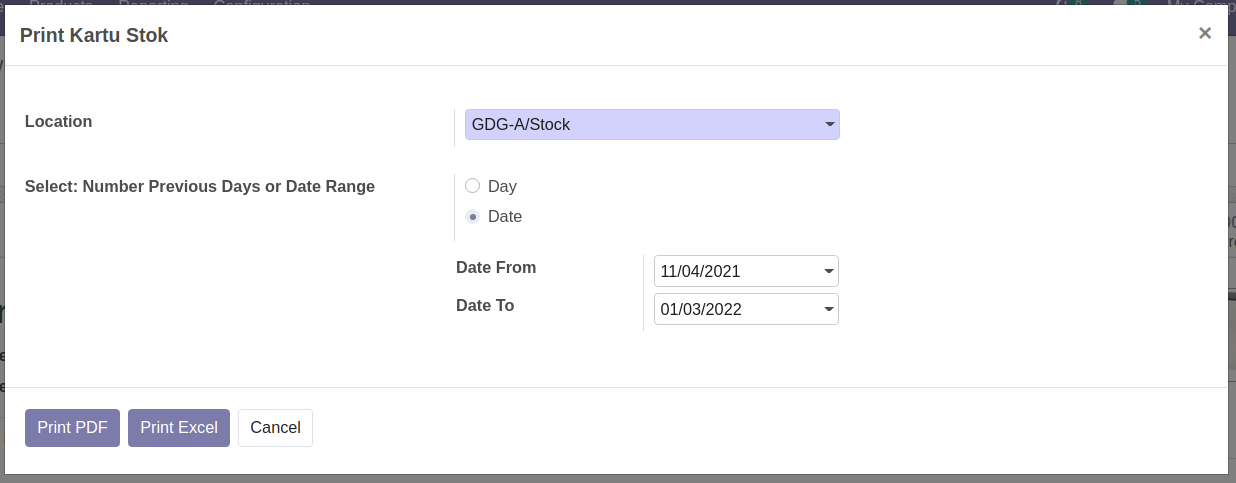 Products Reporting Configuration
Print Kartu Stok ×
Location
GDG-A/Stock
Select: Number Previous Days or Date Range
Day
Date
Date From
11/04/2021
Date To
01/03/2022
Print PDF Print Excel Cancel